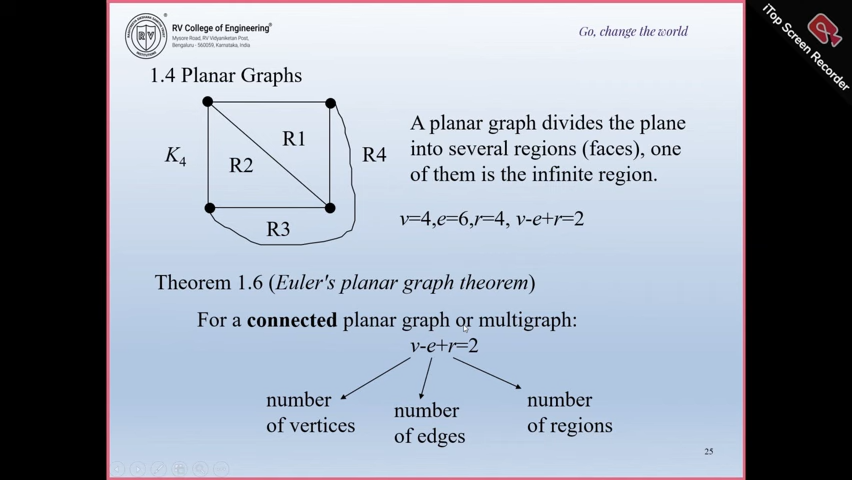 RV College of Engineering®
Mysore Road, RV Vidyaniketan Post,
Bengaluru - 560059, Karnataka, India
Go, change the world
iTop Screen Recorder
1.4 Planar Graphs
K4
R1
R2
R3
R4
A planar graph divides the plane
into several regions (faces), one
of them is the infinite region.
v=4,e=6,r=4, v-e+r=2
Theorem 1.6 (Euler's planar graph theorem)
For a connected planar graph or multigraph:
v-e+r=2
number
of vertices
number
of edges
number
of regions
25